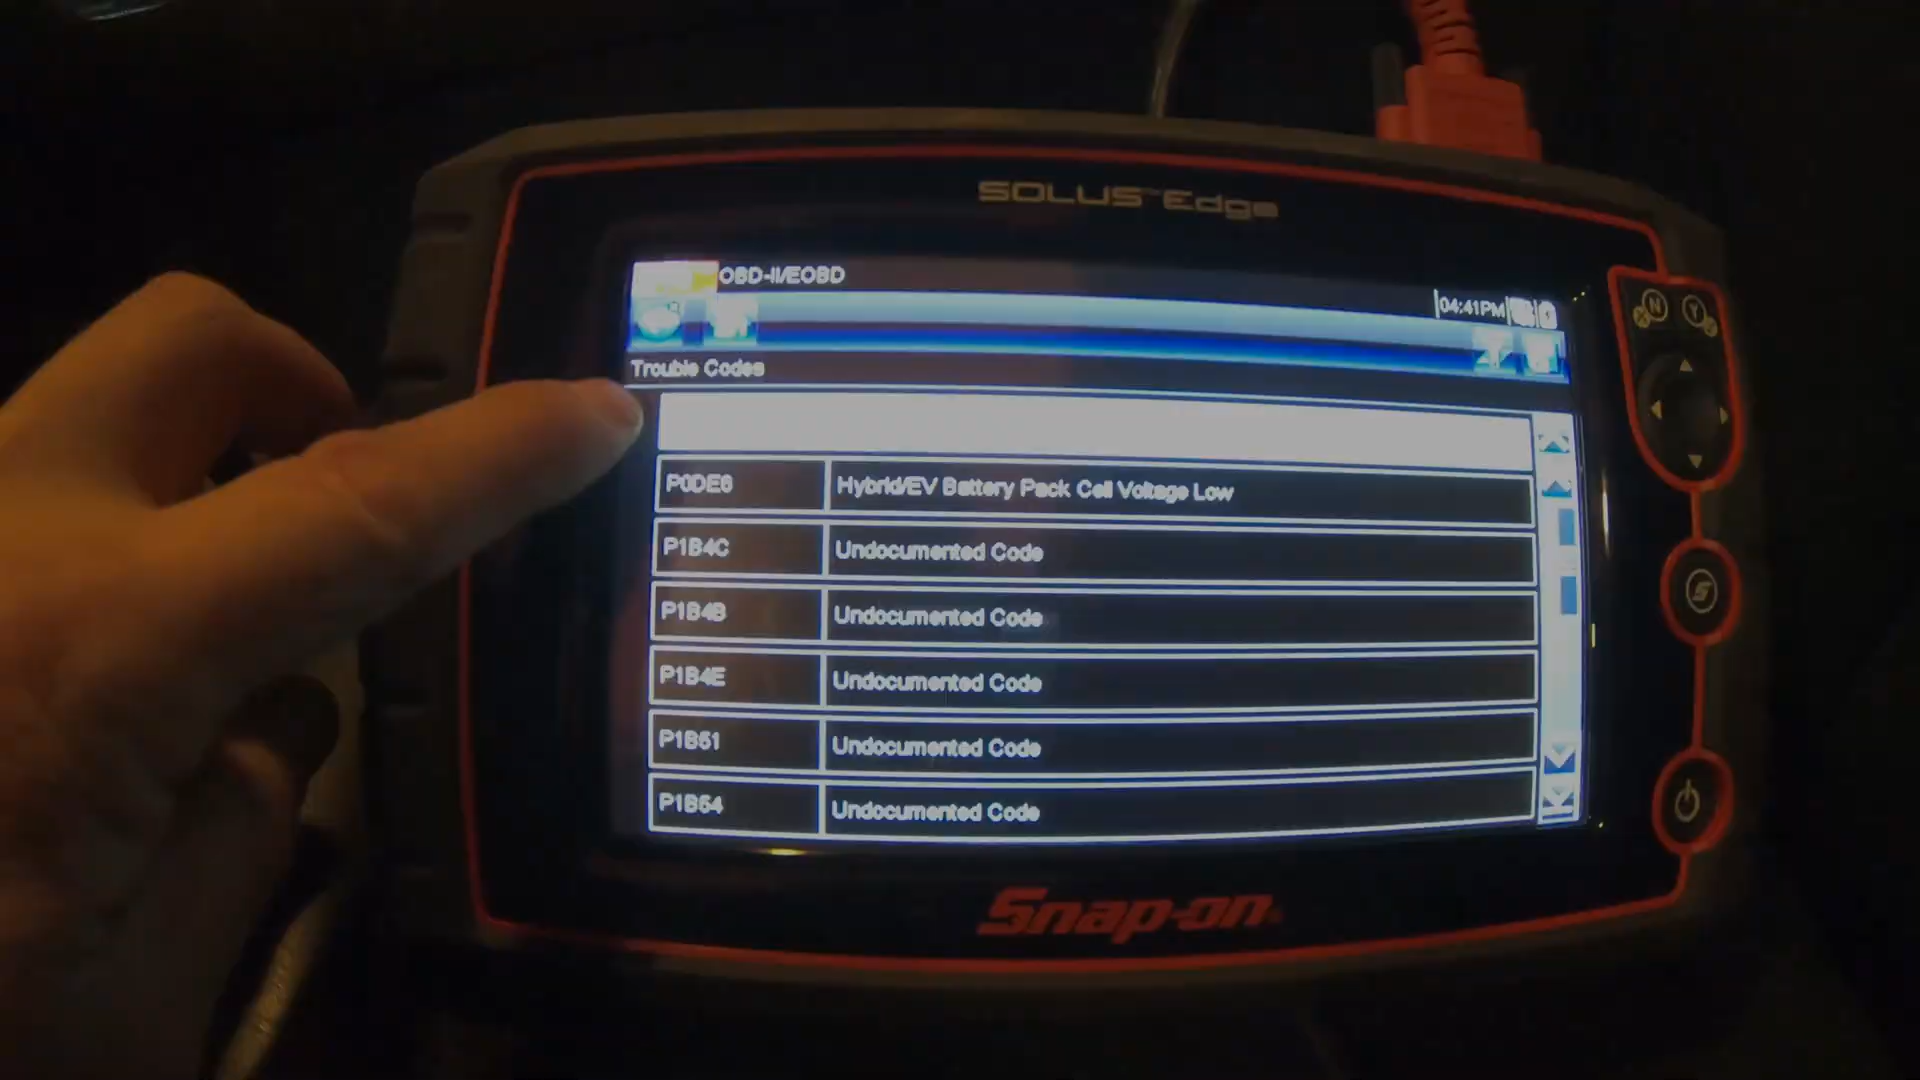 SOLUS™ Edge
OBD-II/EOBD
04:41PM
N Y
Trouble Codes
P0DE6 Hybrid/EV Battery Pack Cell Voltage Low
P1B4C Undocumented Code
P1B4B Undocumented Code
P1B4E Undocumented Code
P1B51 Undocumented Code
P1B54 Undocumented Code
S
Snap-on